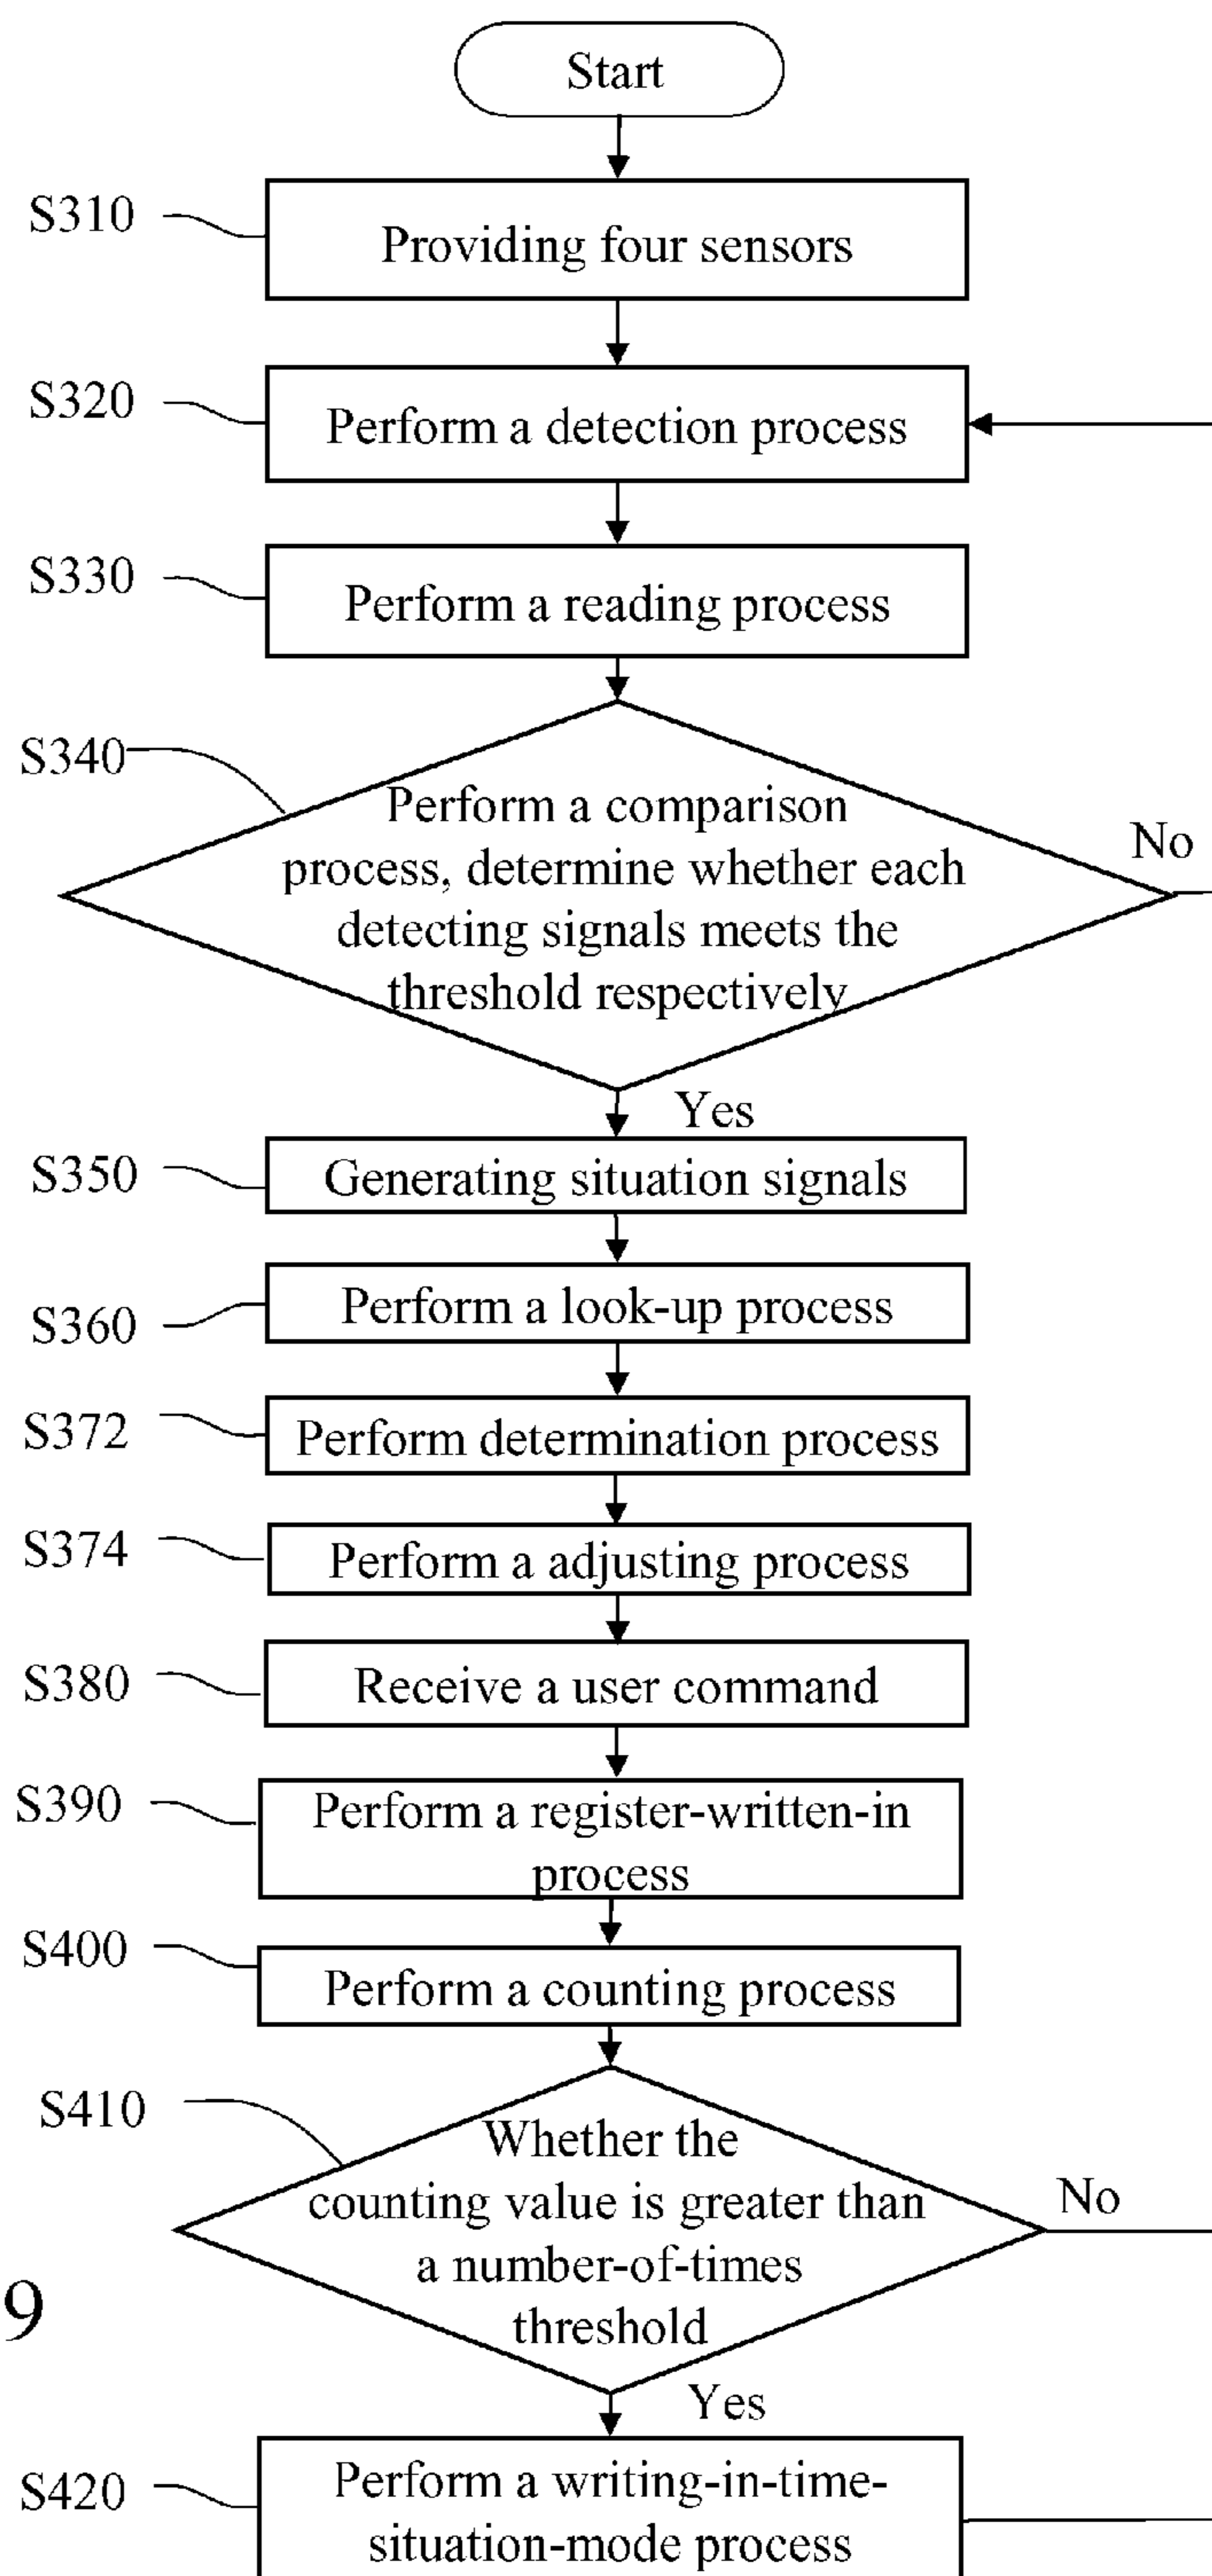 Start
S310
Providing four sensors
S320
Perform a detection process
S330
Perform a reading process
S340
Perform a comparison
process, determine whether each
detecting signals meets the
threshold respectively
No
Yes
S350
Generating situation signals
S360
Perform a look-up process
S372
Perform determination process
S374
Perform a adjusting process
S380
Receive a user command
S390
Perform a register-written-in
process
S400
Perform a counting process
S410
Whether the
counting value is greater than
a number-of-times
threshold
No
9
Yes
S420
Perform a writing-in-time-
situation-mode process